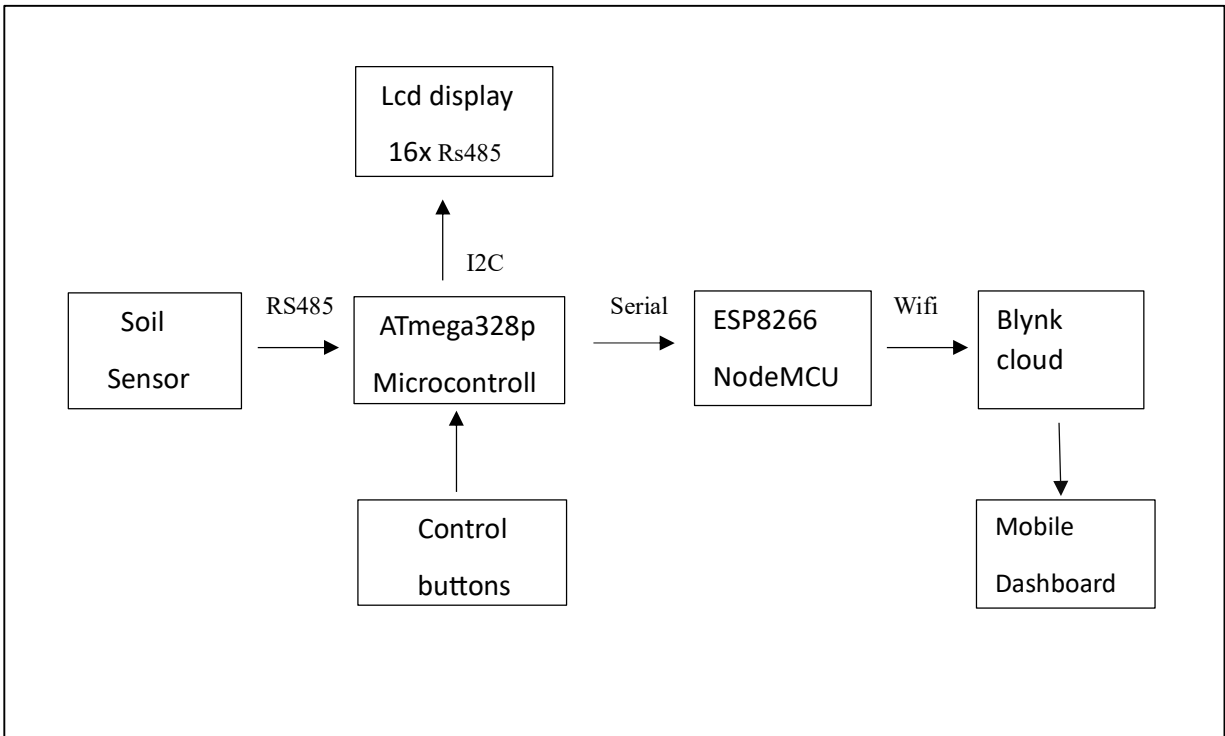 Lcd display
16x Rs485
I2C
Soil
Sensor
RS485
ATmega328p
Microcontroll
Serial
ESP8266
NodeMCU
Wifi
Blynk
cloud
Control
buttons
Mobile
Dashboard